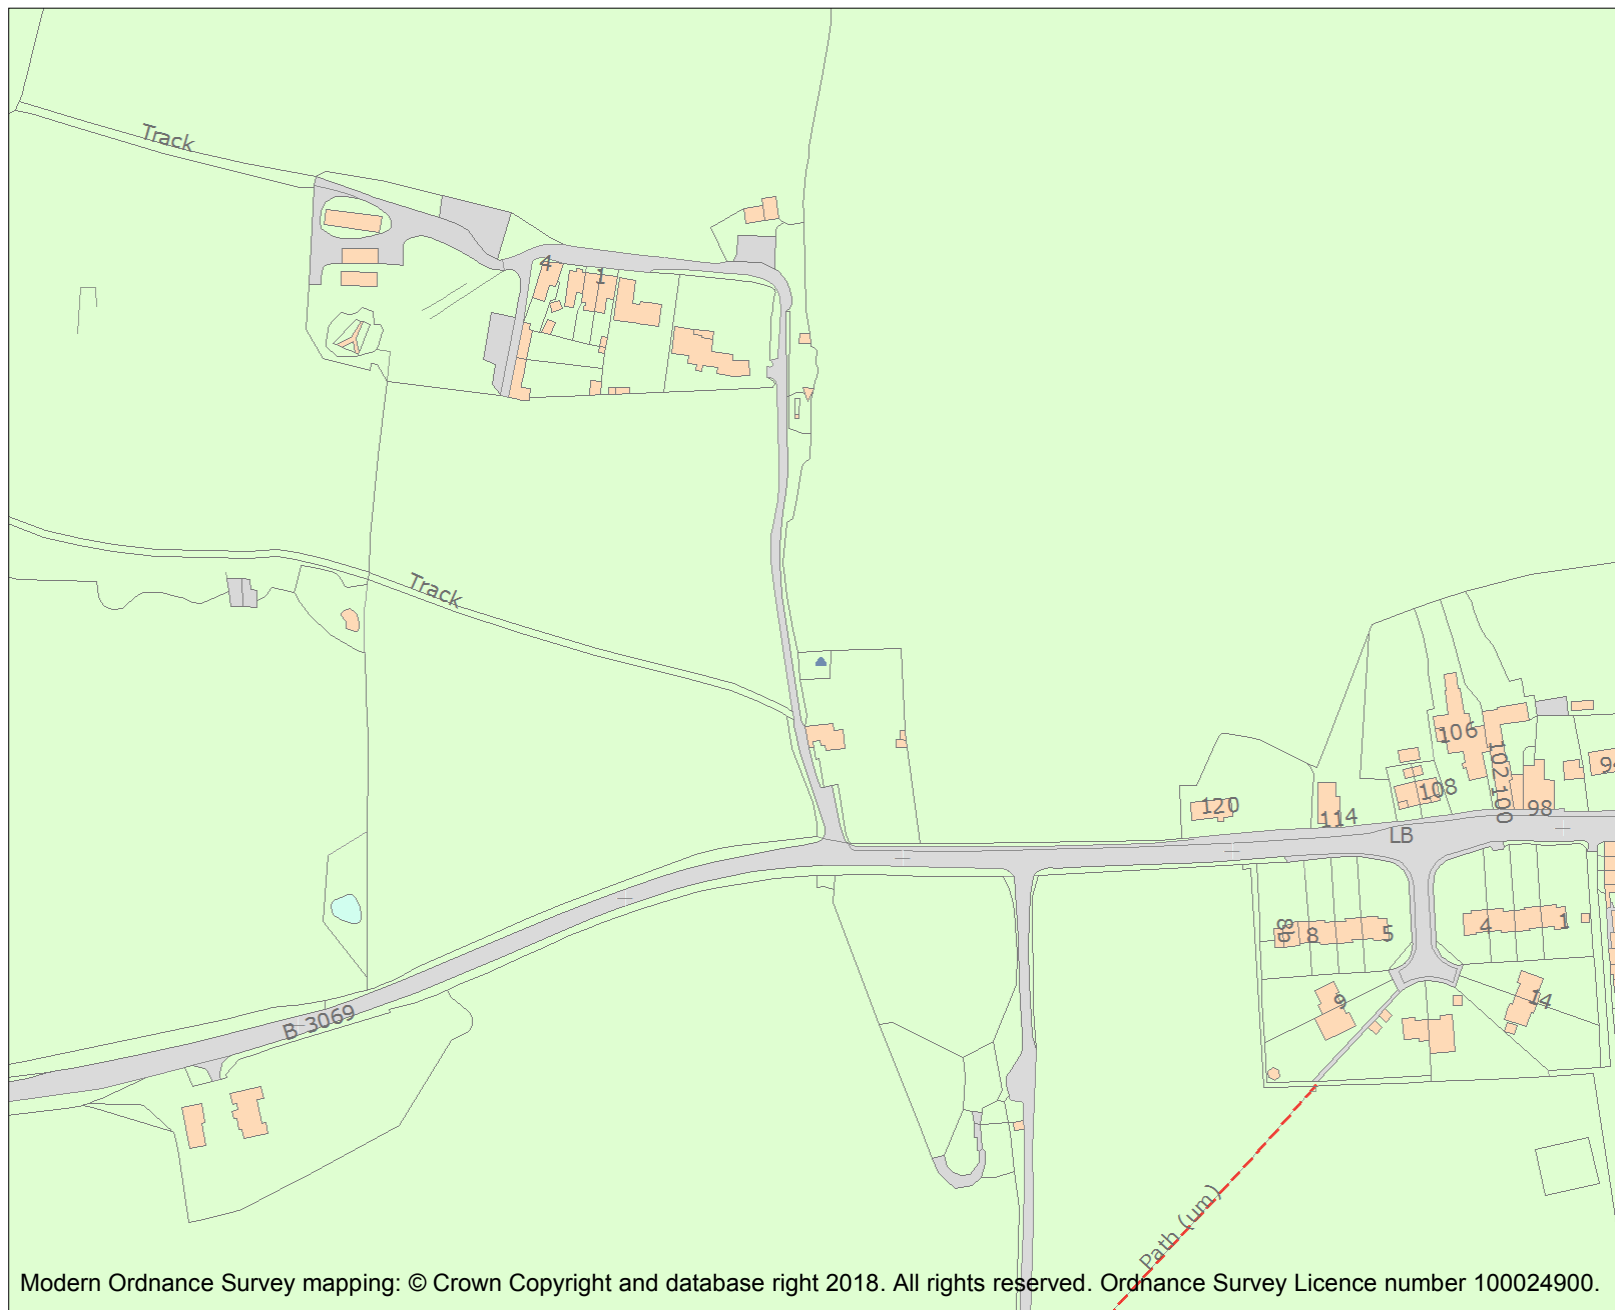 Track
4
1
Track
106
102
100
94
108
98
120
114
LB
8b
8
5
4
1
9
14
B 3069
Path (um)
Modern Ordnance Survey mapping: © Crown Copyright and database right 2018. All rights reserved. Ordnance Survey Licence number 100024900.